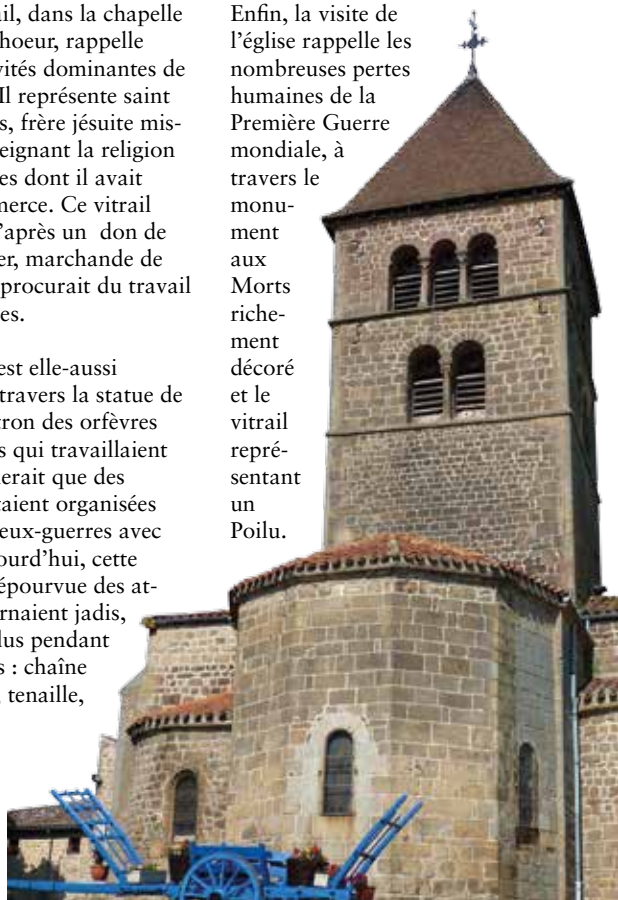 il, dans la chapelle
hoeur, rappelle
vités dominantes de
Il représente saint
s, frère jésuite mis-
eignant la religion
es dont il avait
merce. Ce vitrail
'après un don de
er, marchande de
procurait du travail
es.
est elle-aussi
travers la statue de
tron des orfèvres
s qui travaillaient
erait que des
taient organisées
eux-guerres avec
ourd'hui, cette
épourvue des at-
rnaient jadis,
lus pendant
s : chaîne
tenaille,
Enfin, la visite de
l'église rappelle les
nombreuses pertes
humaines de la
Première Guerre
mondiale, à
travers le
monu-
ment
aux
Morts
riche-
ment
décoré
et le
vitrail
repré-
sentant
un
Poilu.